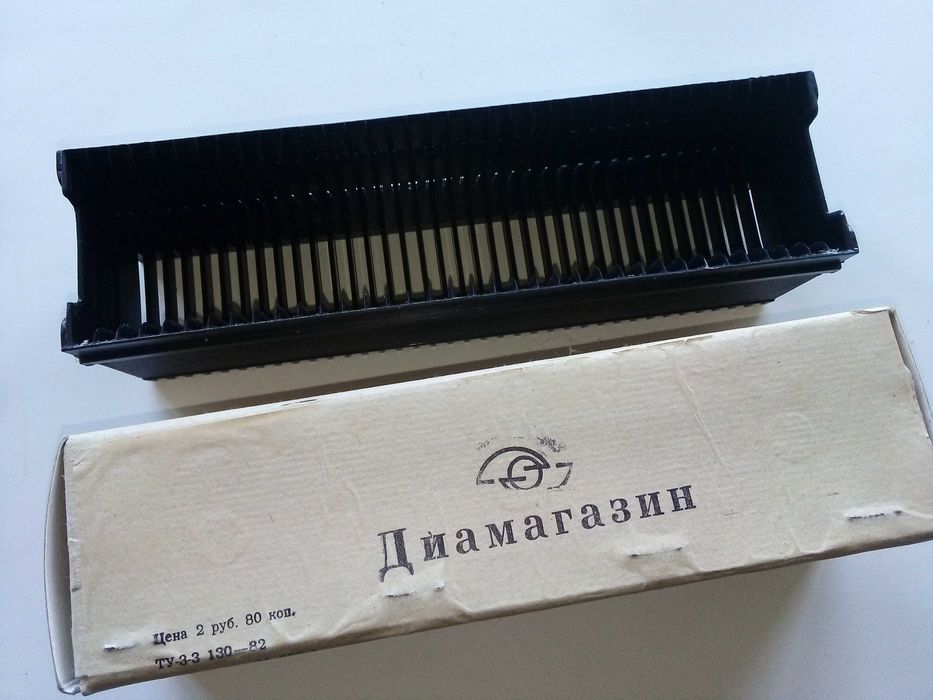 Диамагазин
Цена 2 руб. 80 коп.
ТУ-3-3 130—82